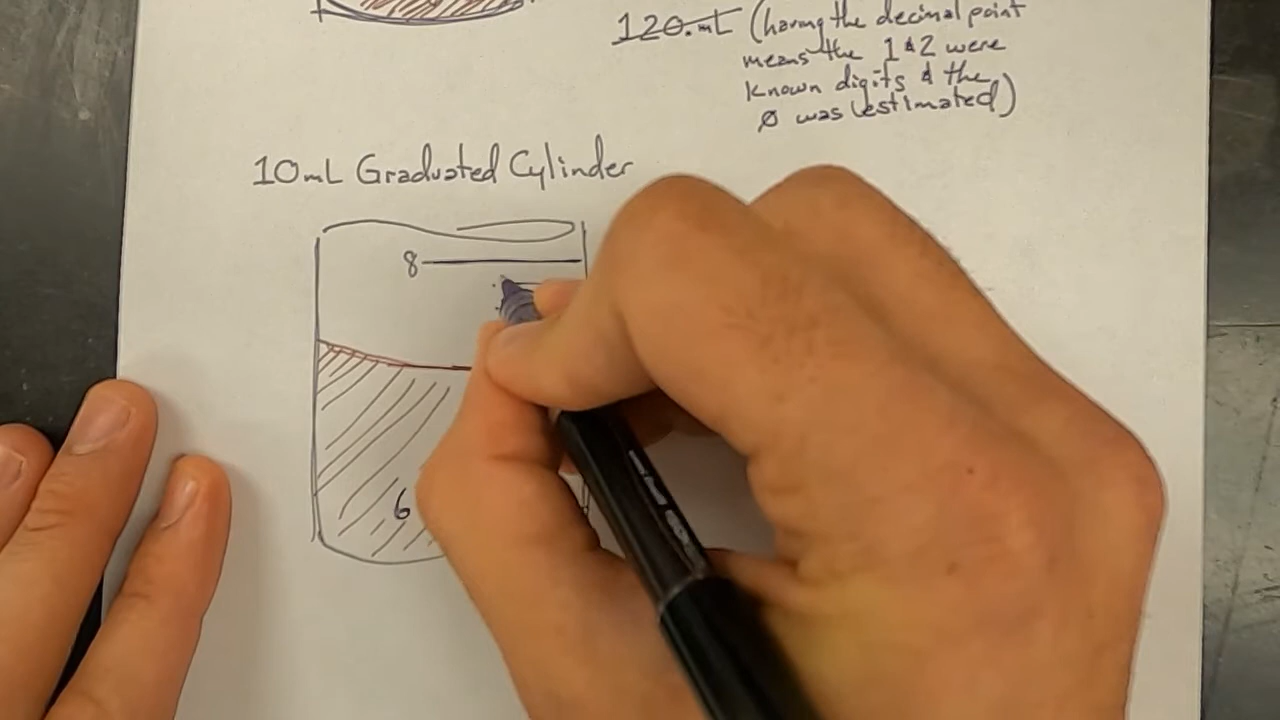 120.mL (having the decimal point
means the 1 & 2 were
known digits & the
0 was estimated)
10mL Graduated Cylinder
8
6